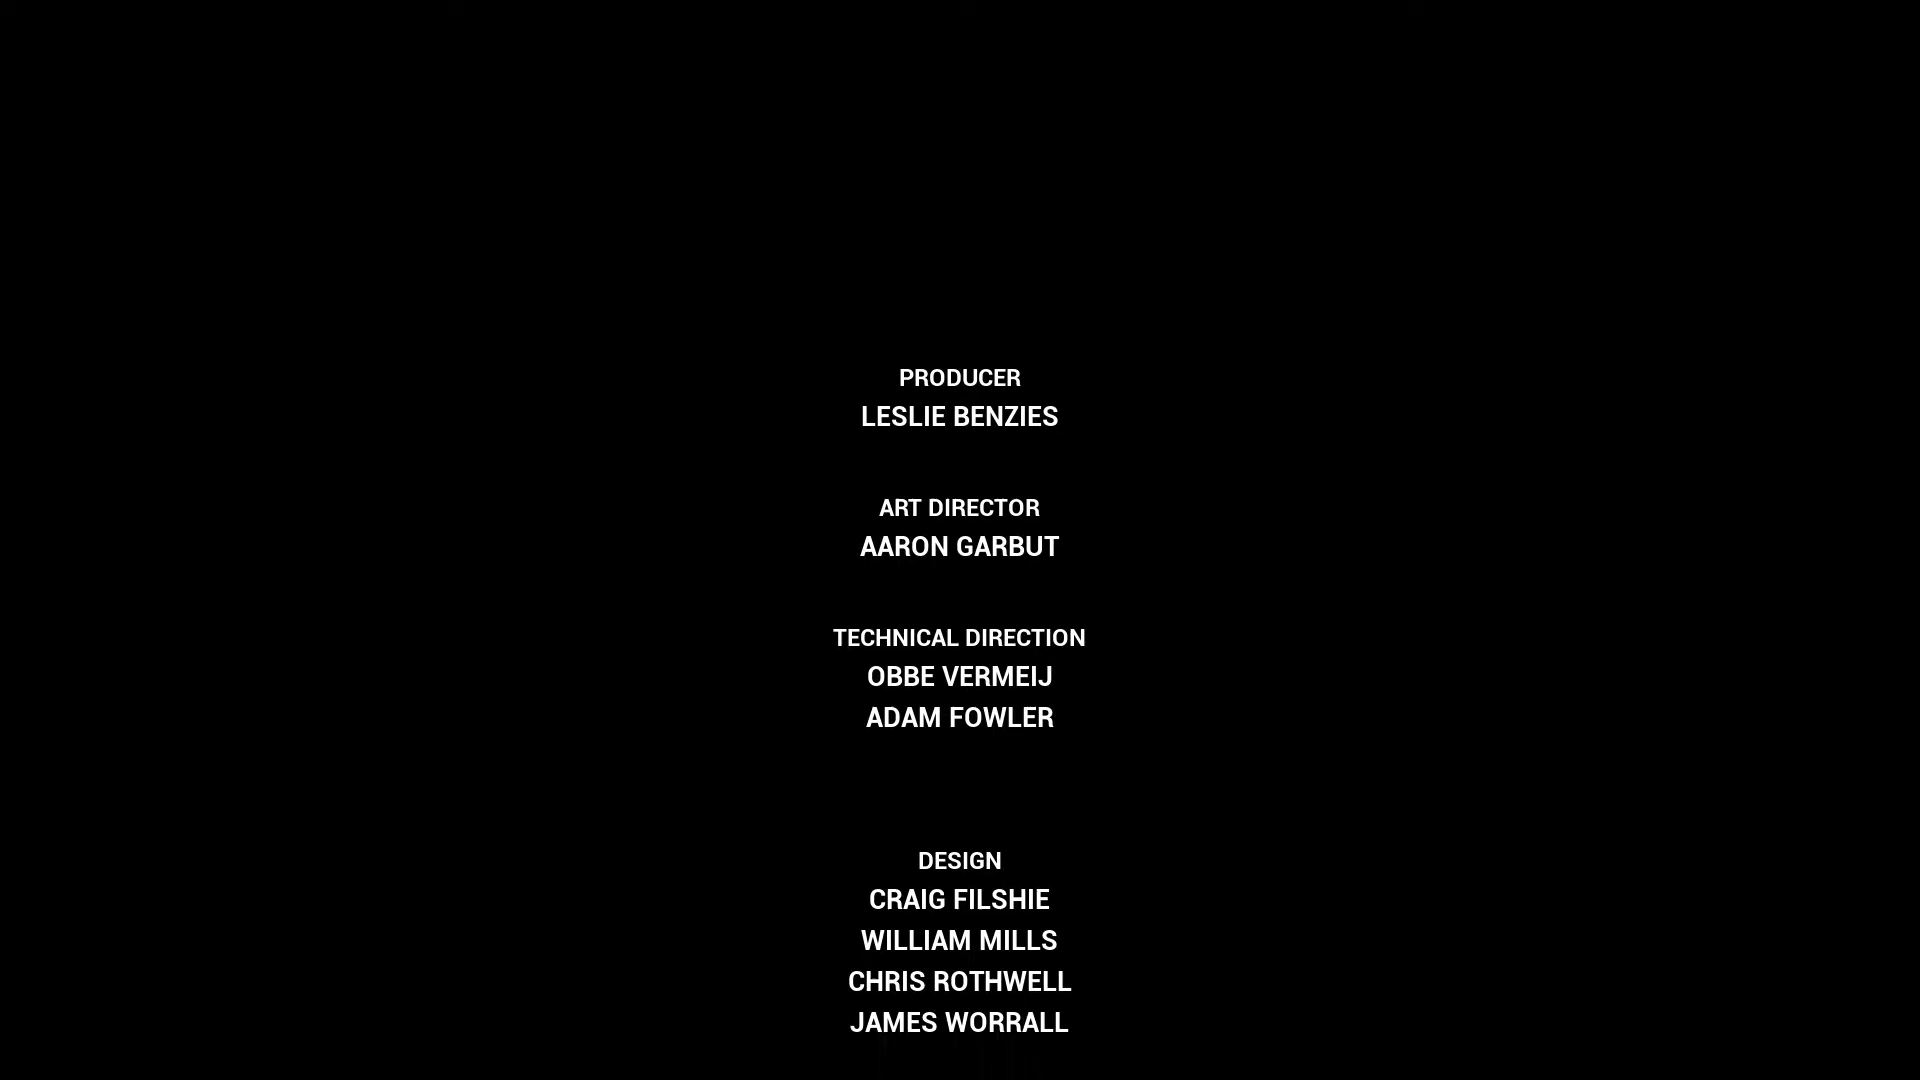 PRODUCER
LESLIE BENZIES
ART DIRECTOR
AARON GARBUT
TECHNICAL DIRECTION
OBBE VERMEIJ
ADAM FOWLER
DESIGN
CRAIG FILSHIE
WILLIAM MILLS
CHRIS ROTHWELL
JAMES WORRALL